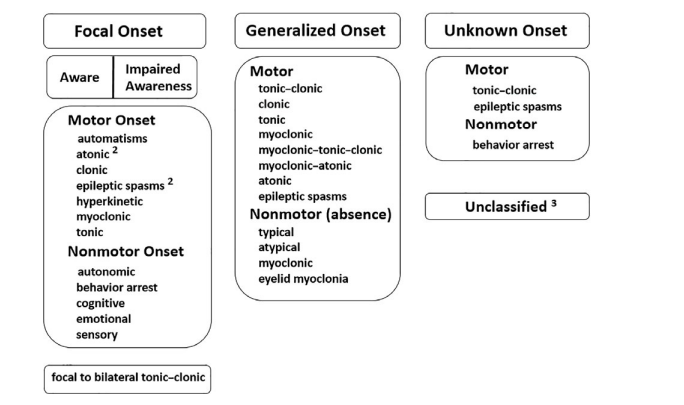 Focal Onset
Aware
Impaired
Awareness
Motor Onset
automatisms
atonic ²
clonic
epileptic spasms ²
hyperkinetic
myoclonic
tonic
Nonmotor Onset
autonomic
behavior arrest
cognitive
emotional
sensory
focal to bilateral tonic–clonic
Generalized Onset
Motor
tonic–clonic
clonic
tonic
myoclonic
myoclonic–tonic–clonic
myoclonic–atonic
atonic
epileptic spasms
Nonmotor (absence)
typical
atypical
myoclonic
eyelid myoclonia
Unknown Onset
Motor
tonic–clonic
epileptic spasms
Nonmotor
behavior arrest
Unclassified ³